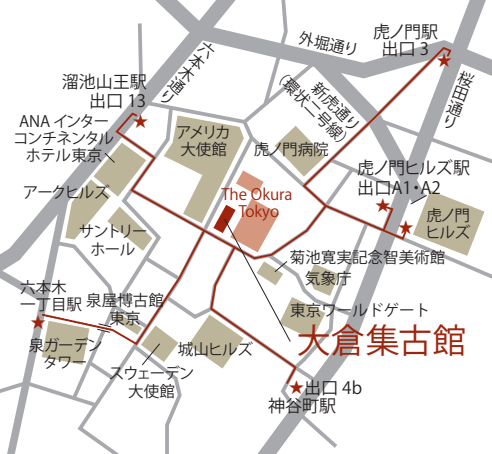 外堀通り
虎ノ門駅
出口 3
六本木通り
桜田通り
溜池山王駅
出口 13
新虎通り
(環状二号線)
ANA インター
コンチネンタル
ホテル東京
アメリカ
大使館
虎ノ門病院
虎ノ門ヒルズ駅
出口A1・A2
アークヒルズ
The Okura
Tokyo
虎ノ門
ヒルズ
サントリー
ホール
菊池寛実記念智美術館
気象庁
六本木
一丁目駅
泉屋博古館
東京
東京ワールドゲート
大倉集古館
泉ガーデン
タワー
城山ヒルズ
スウェーデン
大使館
出口 4b
神谷町駅